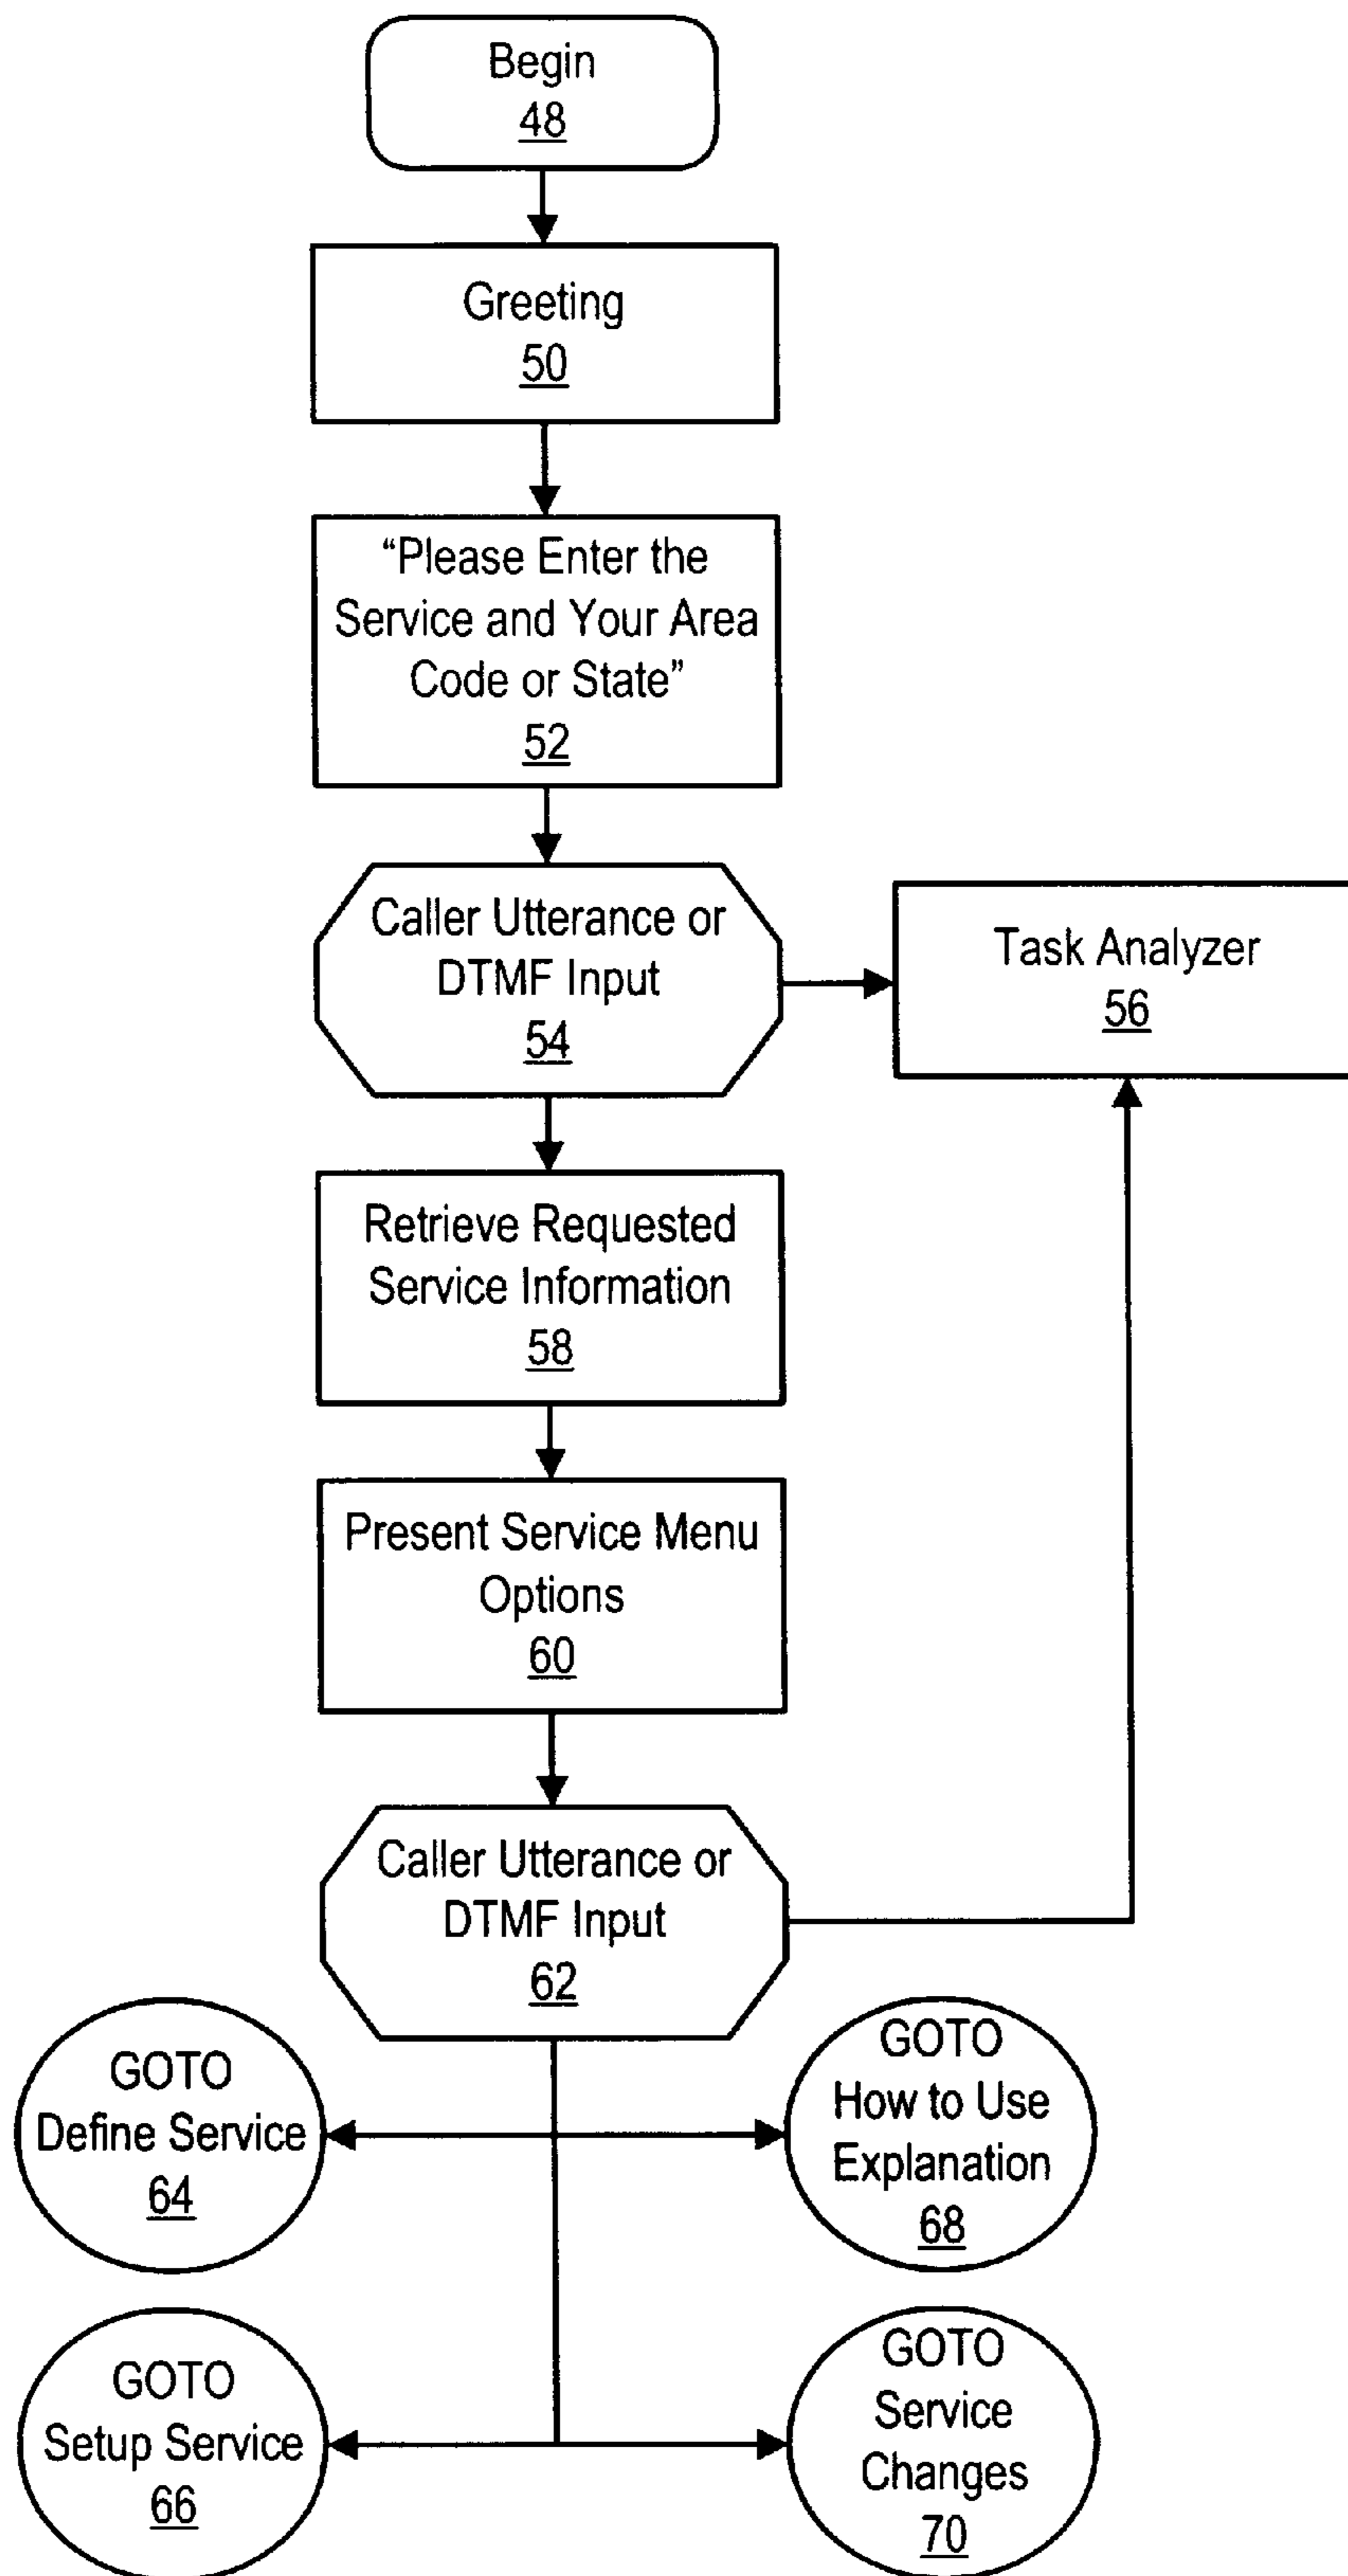 Begin
48
Greeting
50
“Please Enter the
Service and Your Area
Code or State”
52
Caller Utterance or
DTMF Input
54
Task Analyzer
56
Retrieve Requested
Service Information
58
Present Service Menu
Options
60
Caller Utterance or
DTMF Input
62
GOTO
Define Service
64
GOTO
How to Use
Explanation
68
GOTO
Setup Service
66
GOTO
Service
Changes
70